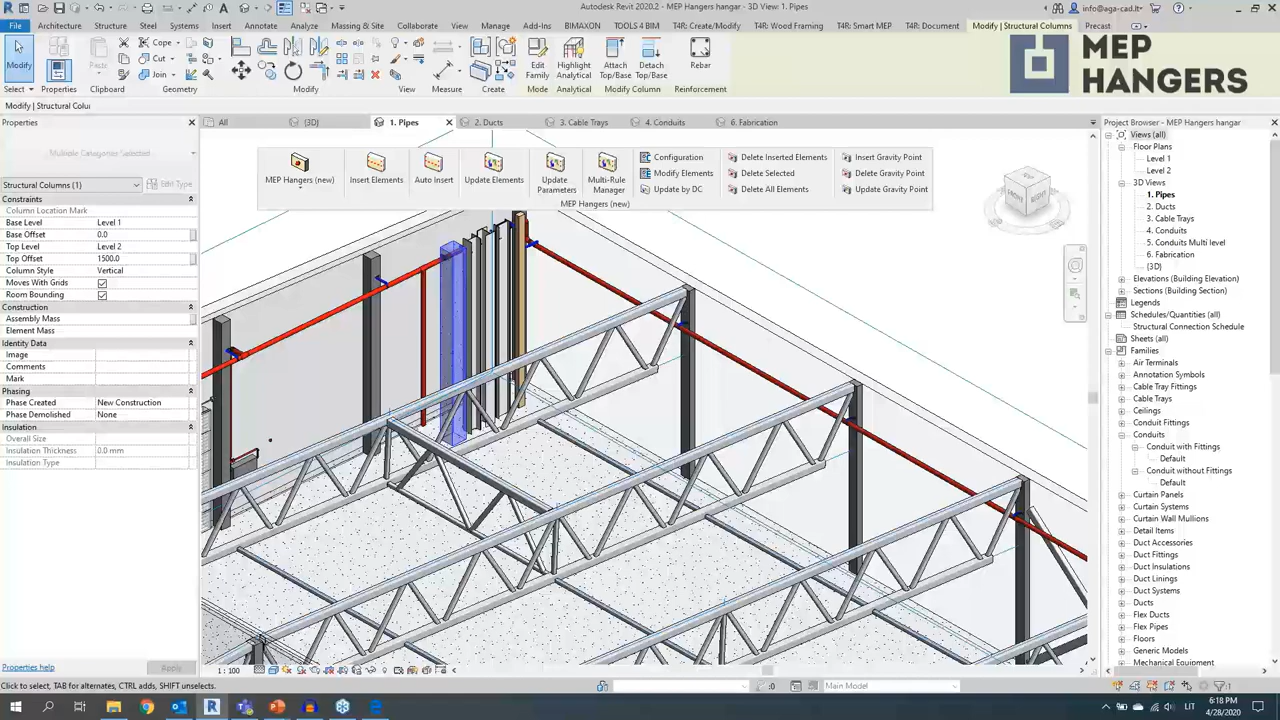 Autodesk Revit 2020.2 - MEP Hangers hangar - 3D View: 1. Pipes
info@aga-cad.lt
File Architecture Structure Steel Systems Insert Annotate Analyze Massing & Site Collaborate View Manage Add-Ins BIMAXON TOOLS 4 BIM T4R: Create/Modify T4R: Wood Framing T4R: Smart MEP T4R: Document Modify | Structural Columns Precast
MEP
HANGERS
Modify
Paste
Cope
Cut
Join
Edit
Family
Highlight
Analytical
Attach
Top/Base
Detach
Top/Base
Rebar
Select Properties Clipboard Geometry Modify View Measure Create Mode Analytical Modify Column Reinforcement
Modify | Structural Colu
Properties
All {3D} 1. Pipes 2. Ducts 3. Cable Trays 4. Conduits 6. Fabrication
Multiple Categories Selected
Structural Columns (1)
Edit Type
Constraints
Column Location Mark
Base Level Level 1
Base Offset 0.0
Top Level Level 2
Top Offset 1500.0
Column Style Vertical
Moves With Grids
Room Bounding
Construction
Assembly Mass
Element Mass
Identity Data
Image
Comments
Mark
Phasing
Phase Created New Construction
Phase Demolished None
Insulation
Overall Size
Insulation Thickness 0.0 mm
Insulation Type
Properties help
Apply
MEP Hangers (new)
Insert Elements
Auto Insert
Update Elements
Update
Parameters
Multi-Rule
Manager
Configuration
Modify Elements
Update by DC
Delete Inserted Elements
Delete Selected
Delete All Elements
Insert Gravity Point
Delete Gravity Point
Update Gravity Point
MEP Hangers (new)
TOP
FRONT
RIGHT
Project Browser - MEP Hangers hangar
Views (all)
Floor Plans
Level 1
Level 2
3D Views
1. Pipes
2. Ducts
3. Cable Trays
4. Conduits
5. Conduits Multi level
6. Fabrication
{3D}
Elevations (Building Elevation)
Sections (Building Section)
Legends
Schedules/Quantities (all)
Structural Connection Schedule
Sheets (all)
Families
Air Terminals
Annotation Symbols
Cable Tray Fittings
Cable Trays
Ceilings
Conduit Fittings
Conduits
Conduit with Fittings
Default
Conduit without Fittings
Default
Curtain Panels
Curtain Systems
Curtain Wall Mullions
Detail Items
Duct Accessories
Duct Fittings
Duct Insulations
Duct Linings
Duct Systems
Ducts
Flex Ducts
Flex Pipes
Floors
Generic Models
Mechanical Equipment
1 : 100
Click to select, TAB for alternates, CTRL adds, SHIFT unselects.
:0
Main Model
:1
LIT
6:18 PM
4/28/2020